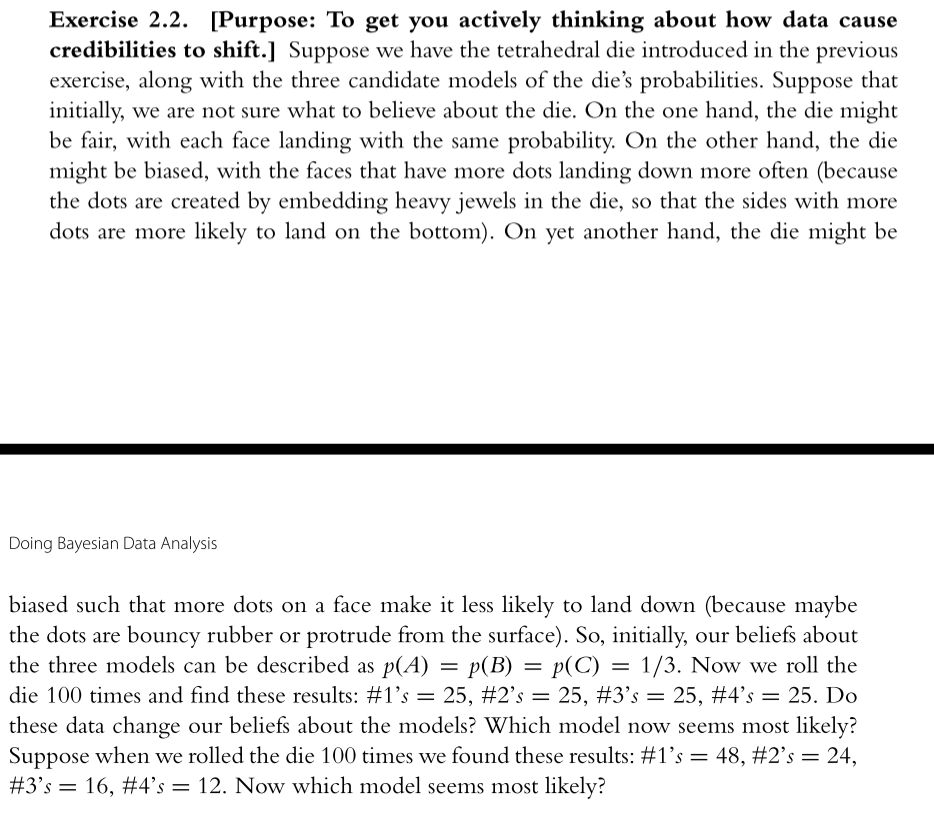 Exercise 2.2. [Purpose: To get you actively thinking about how data cause
credibilities to shift.] Suppose we have the tetrahedral die introduced in the previous
exercise, along with the three candidate models of the die’s probabilities. Suppose that
initially, we are not sure what to believe about the die. On the one hand, the die might
be fair, with each face landing with the same probability. On the other hand, the die
might be biased, with the faces that have more dots landing down more often (because
the dots are created by embedding heavy jewels in the die, so that the sides with more
dots are more likely to land on the bottom). On yet another hand, the die might be
Doing Bayesian Data Analysis
biased such that more dots on a face make it less likely to land down (because maybe
the dots are bouncy rubber or protrude from the surface). So, initially, our beliefs about
the three models can be described as p(A) = p(B) = p(C) = 1/3. Now we roll the
die 100 times and find these results: #1’s = 25, #2’s = 25, #3’s = 25, #4’s = 25. Do
these data change our beliefs about the models? Which model now seems most likely?
Suppose when we rolled the die 100 times we found these results: #1’s = 48, #2’s = 24,
#3’s = 16, #4’s = 12. Now which model seems most likely?